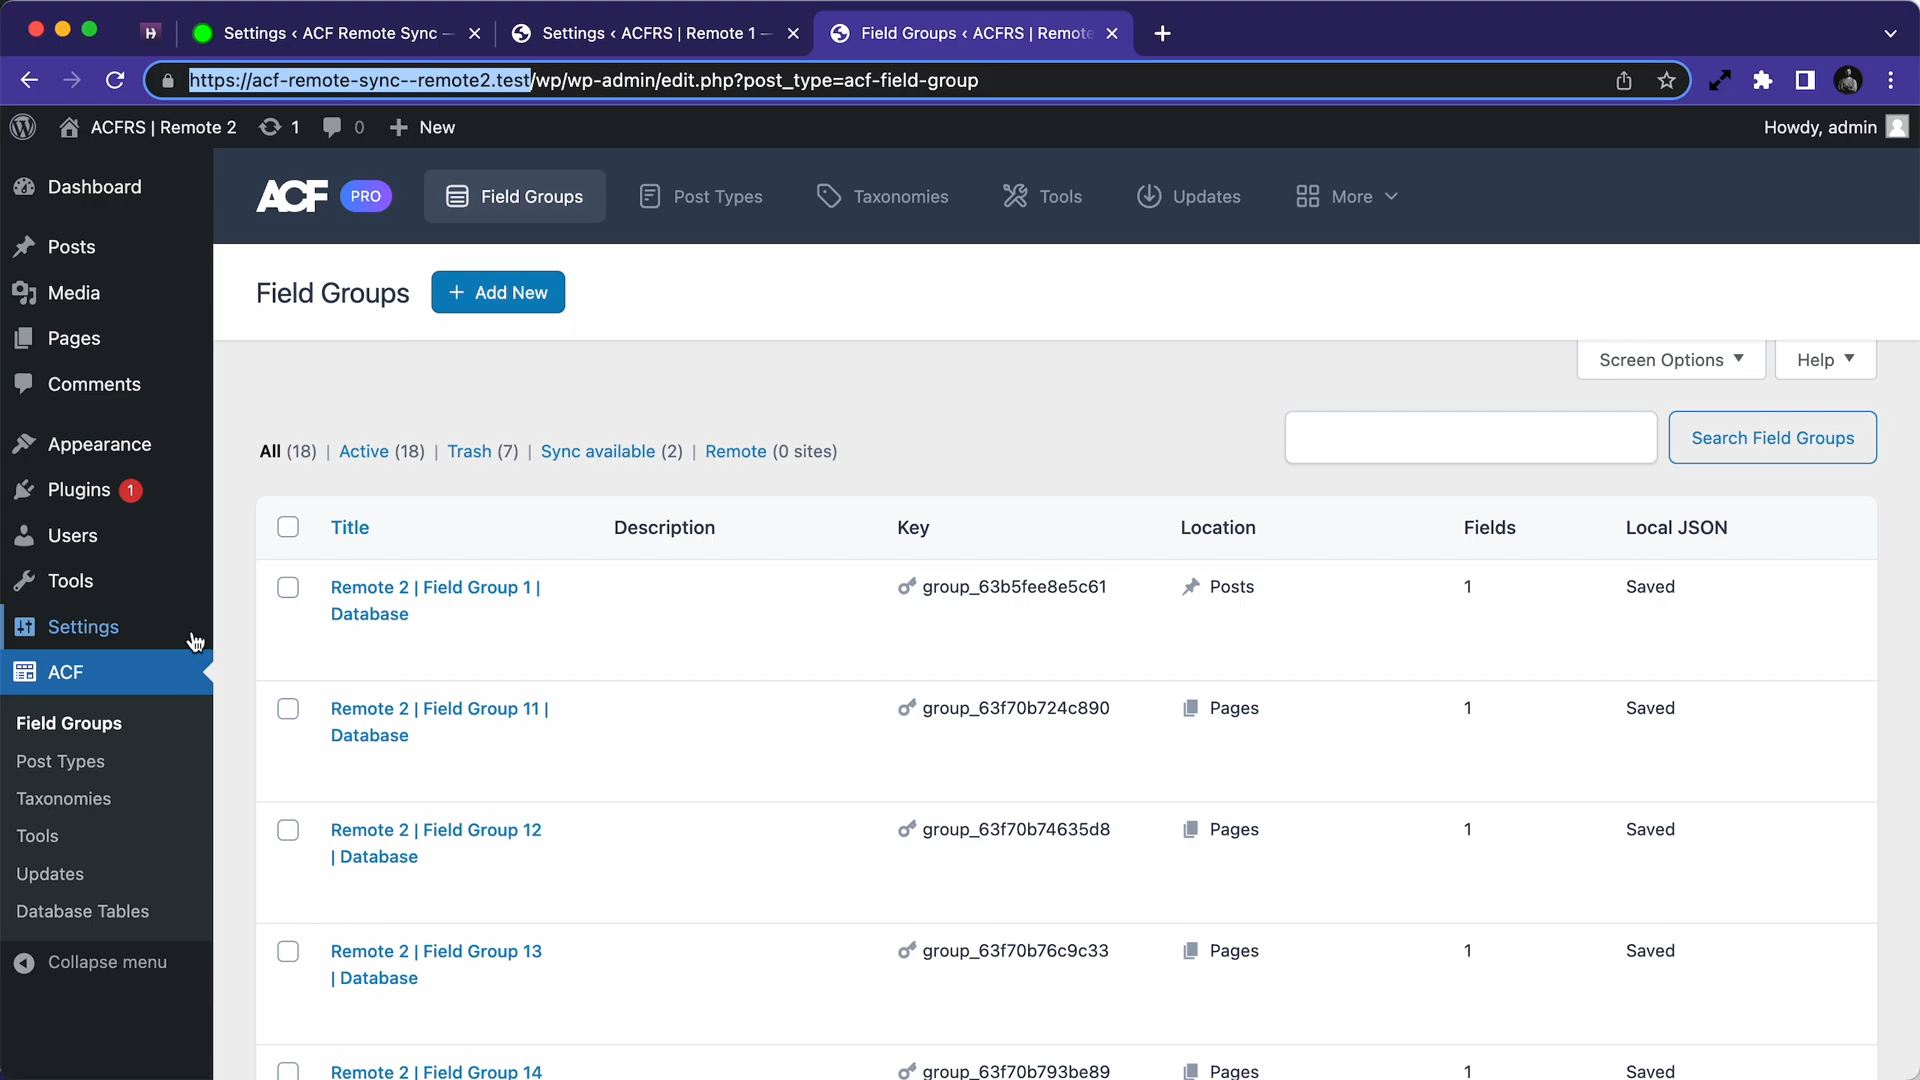 Settings ‹ ACF Remote Sync —
Settings ‹ ACFRS | Remote 1 —
Field Groups ‹ ACFRS | Remote
https://acf-remote-sync--remote2.test/wp/wp-admin/edit.php?post_type=acf-field-group
ACFRS | Remote 2
1
0
New
Howdy, admin
Dashboard
Posts
Media
Pages
Comments
Appearance
Plugins 1
Users
Tools
Settings
ACF
Field Groups
Post Types
Taxonomies
Tools
Updates
Database Tables
Collapse menu
ACF PRO
Field Groups
Post Types
Taxonomies
Tools
Updates
More
Field Groups
+ Add New
Screen Options
Help
All (18) | Active (18) | Trash (7) | Sync available (2) | Remote (0 sites)
Search Field Groups
Title Description Key Location Fields Local JSON
Remote 2 | Field Group 1 |
Database
group_63b5fee8e5c61 Posts 1 Saved
Remote 2 | Field Group 11 |
Database
group_63f70b724c890 Pages 1 Saved
Remote 2 | Field Group 12
| Database
group_63f70b74635d8 Pages 1 Saved
Remote 2 | Field Group 13
| Database
group_63f70b76c9c33 Pages 1 Saved
Remote 2 | Field Group 14
group_63f70b793be89 Pages 1 Saved